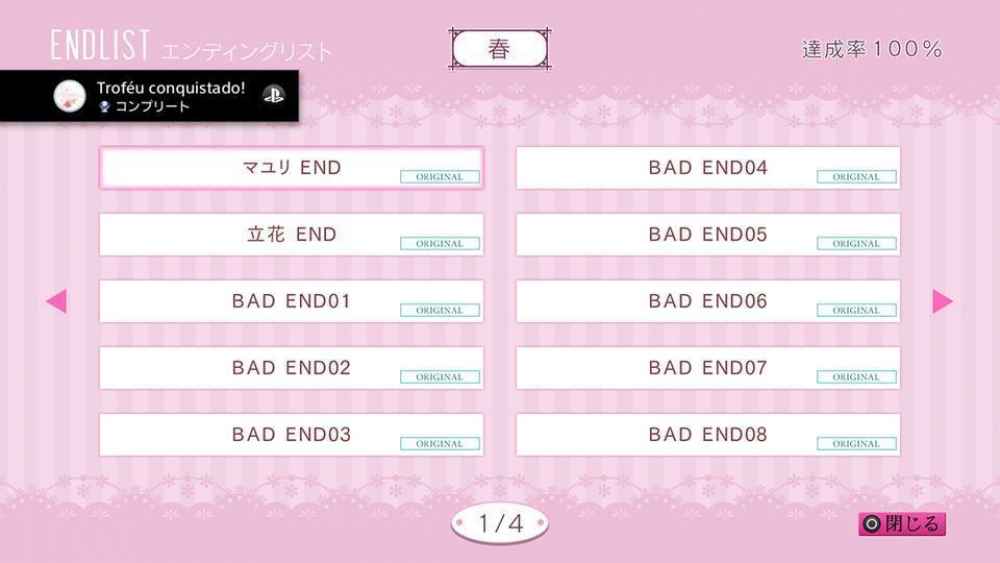 ENDLIST エンディングリスト
春
達成率100%
Troféu conquistado!
コンプリート
マユリ END
ORIGINAL
立花 END
ORIGINAL
BAD END01
ORIGINAL
BAD END02
ORIGINAL
BAD END03
ORIGINAL
BAD END04
ORIGINAL
BAD END05
ORIGINAL
BAD END06
ORIGINAL
BAD END07
ORIGINAL
BAD END08
ORIGINAL
1/4
閉じる